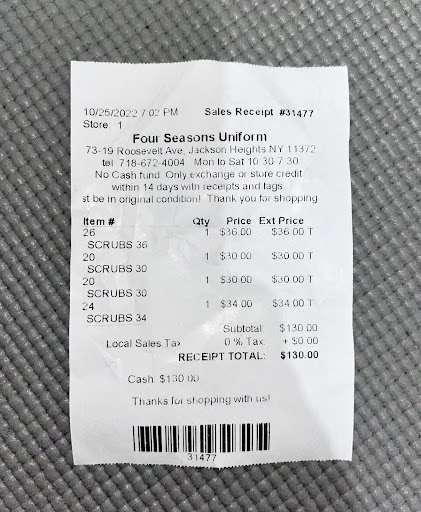 10/25/2022 7:02 PM Sales Receipt #31477
Store: 1
Four Seasons Uniform
73-19 Roosevelt Ave, Jackson Heights NY 11372
tel 718-672-4004 Mon to Sat 10:30-7:30
No Cash fund. Only exchange or store credit
within 14 days with receipts and tags
st be in original condition! Thank you for shopping
Item # Qty Price Ext Price
26 1 $36.00 $36.00 T
SCRUBS 36
20 1 $30.00 $30.00 T
SCRUBS 30
20 1 $30.00 $30.00 T
SCRUBS 30
24 1 $34.00 $34.00 T
SCRUBS 34
Subtotal: $130.00
Local Sales Tax 0 % Tax: + $0.00
RECEIPT TOTAL: $130.00
Cash: $130.00
Thanks for shopping with us!
31477